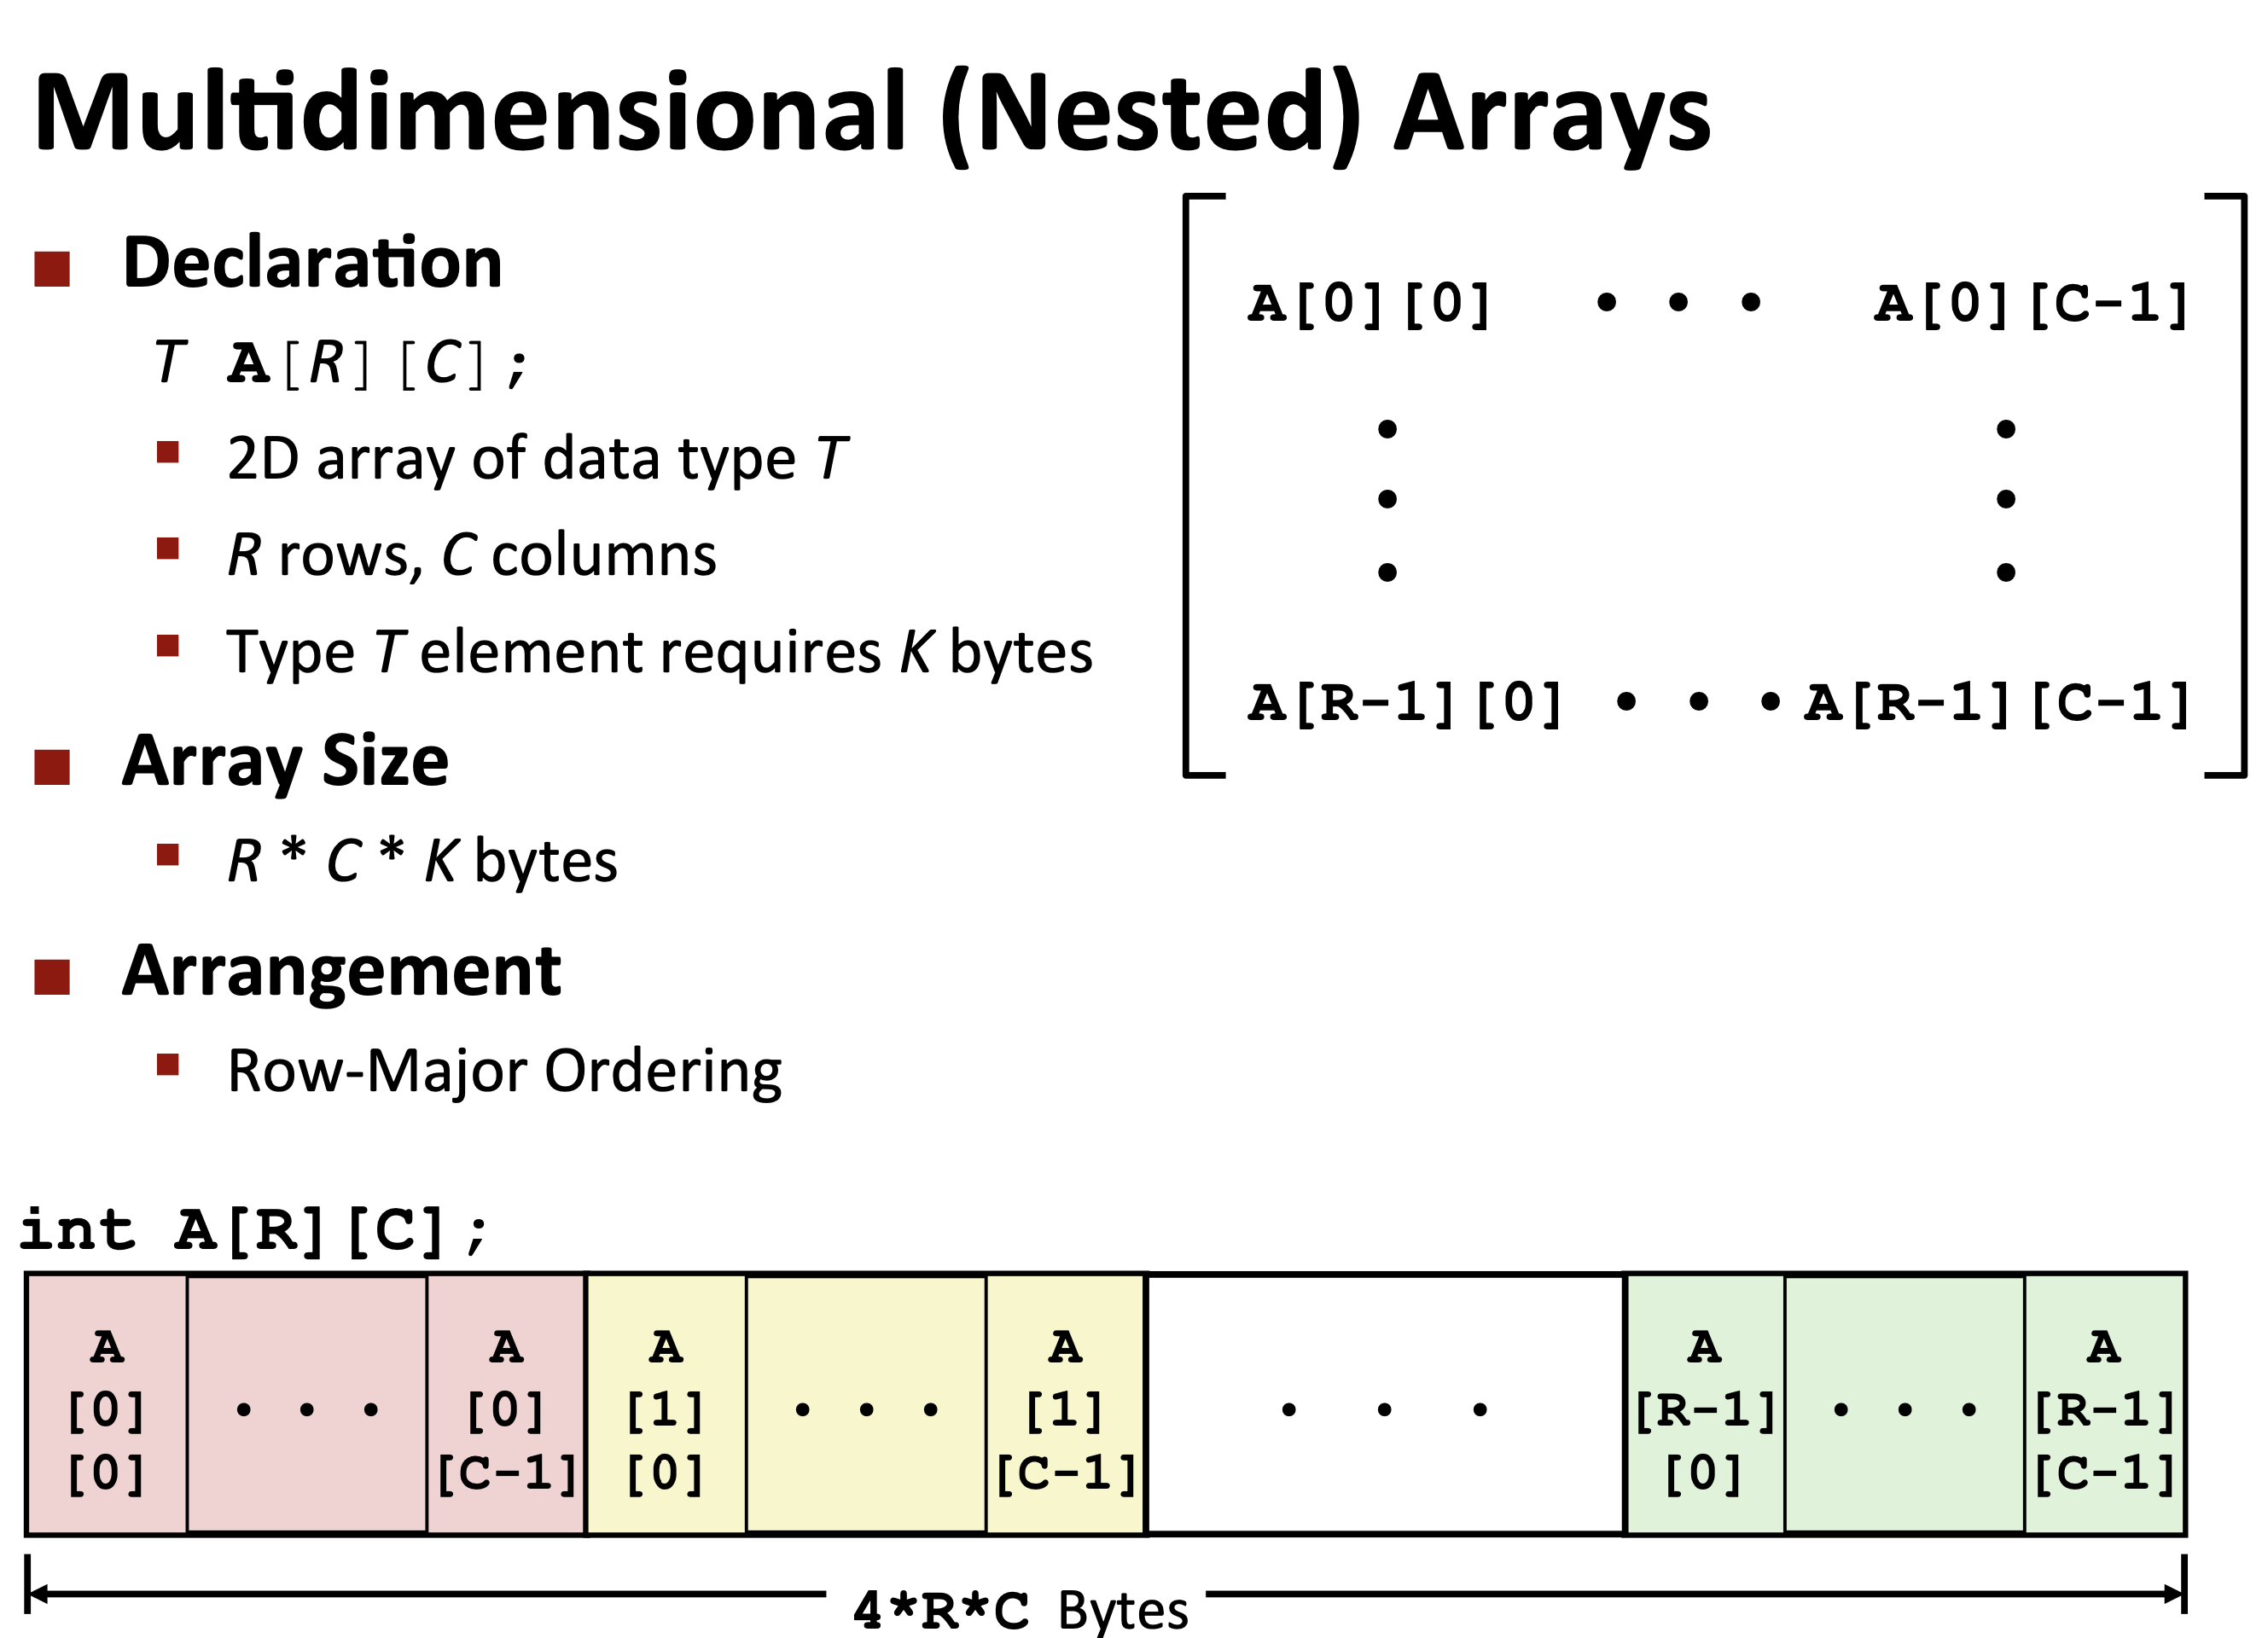 Multidimensional (Nested) Arrays
Declaration
T A[R][C];
2D array of data type T
R rows, C columns
Type T element requires K bytes
Array Size
R * C * K bytes
Arrangement
Row-Major Ordering
A[0][0] • • • A[0][C-1]
• •
• •
• •
A[R-1][0] • • • A[R-1][C-1]
int A[R][C];
A A A A A A
[0] • • • [0] [1] • • • [1] • • • [R-1] • • • [R-1]
[0] [C-1] [0] [C-1] [0] [C-1]
4*R*C Bytes